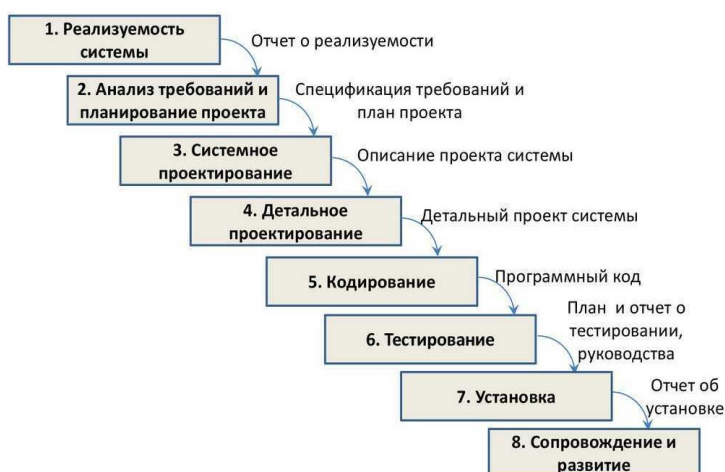 1. Реализуемость
системы
Отчет о реализуемости
2. Анализ требований и
планирование проекта
Спецификация требований и
план проекта
3. Системное
проектирование
Описание проекта системы
4. Детальное
проектирование
Детальный проект системы
5. Кодирование
Программный код
6. Тестирование
План и отчет о
тестировании,
руководства
7. Установка
Отчет об
установке
8. Сопровождение и
развитие